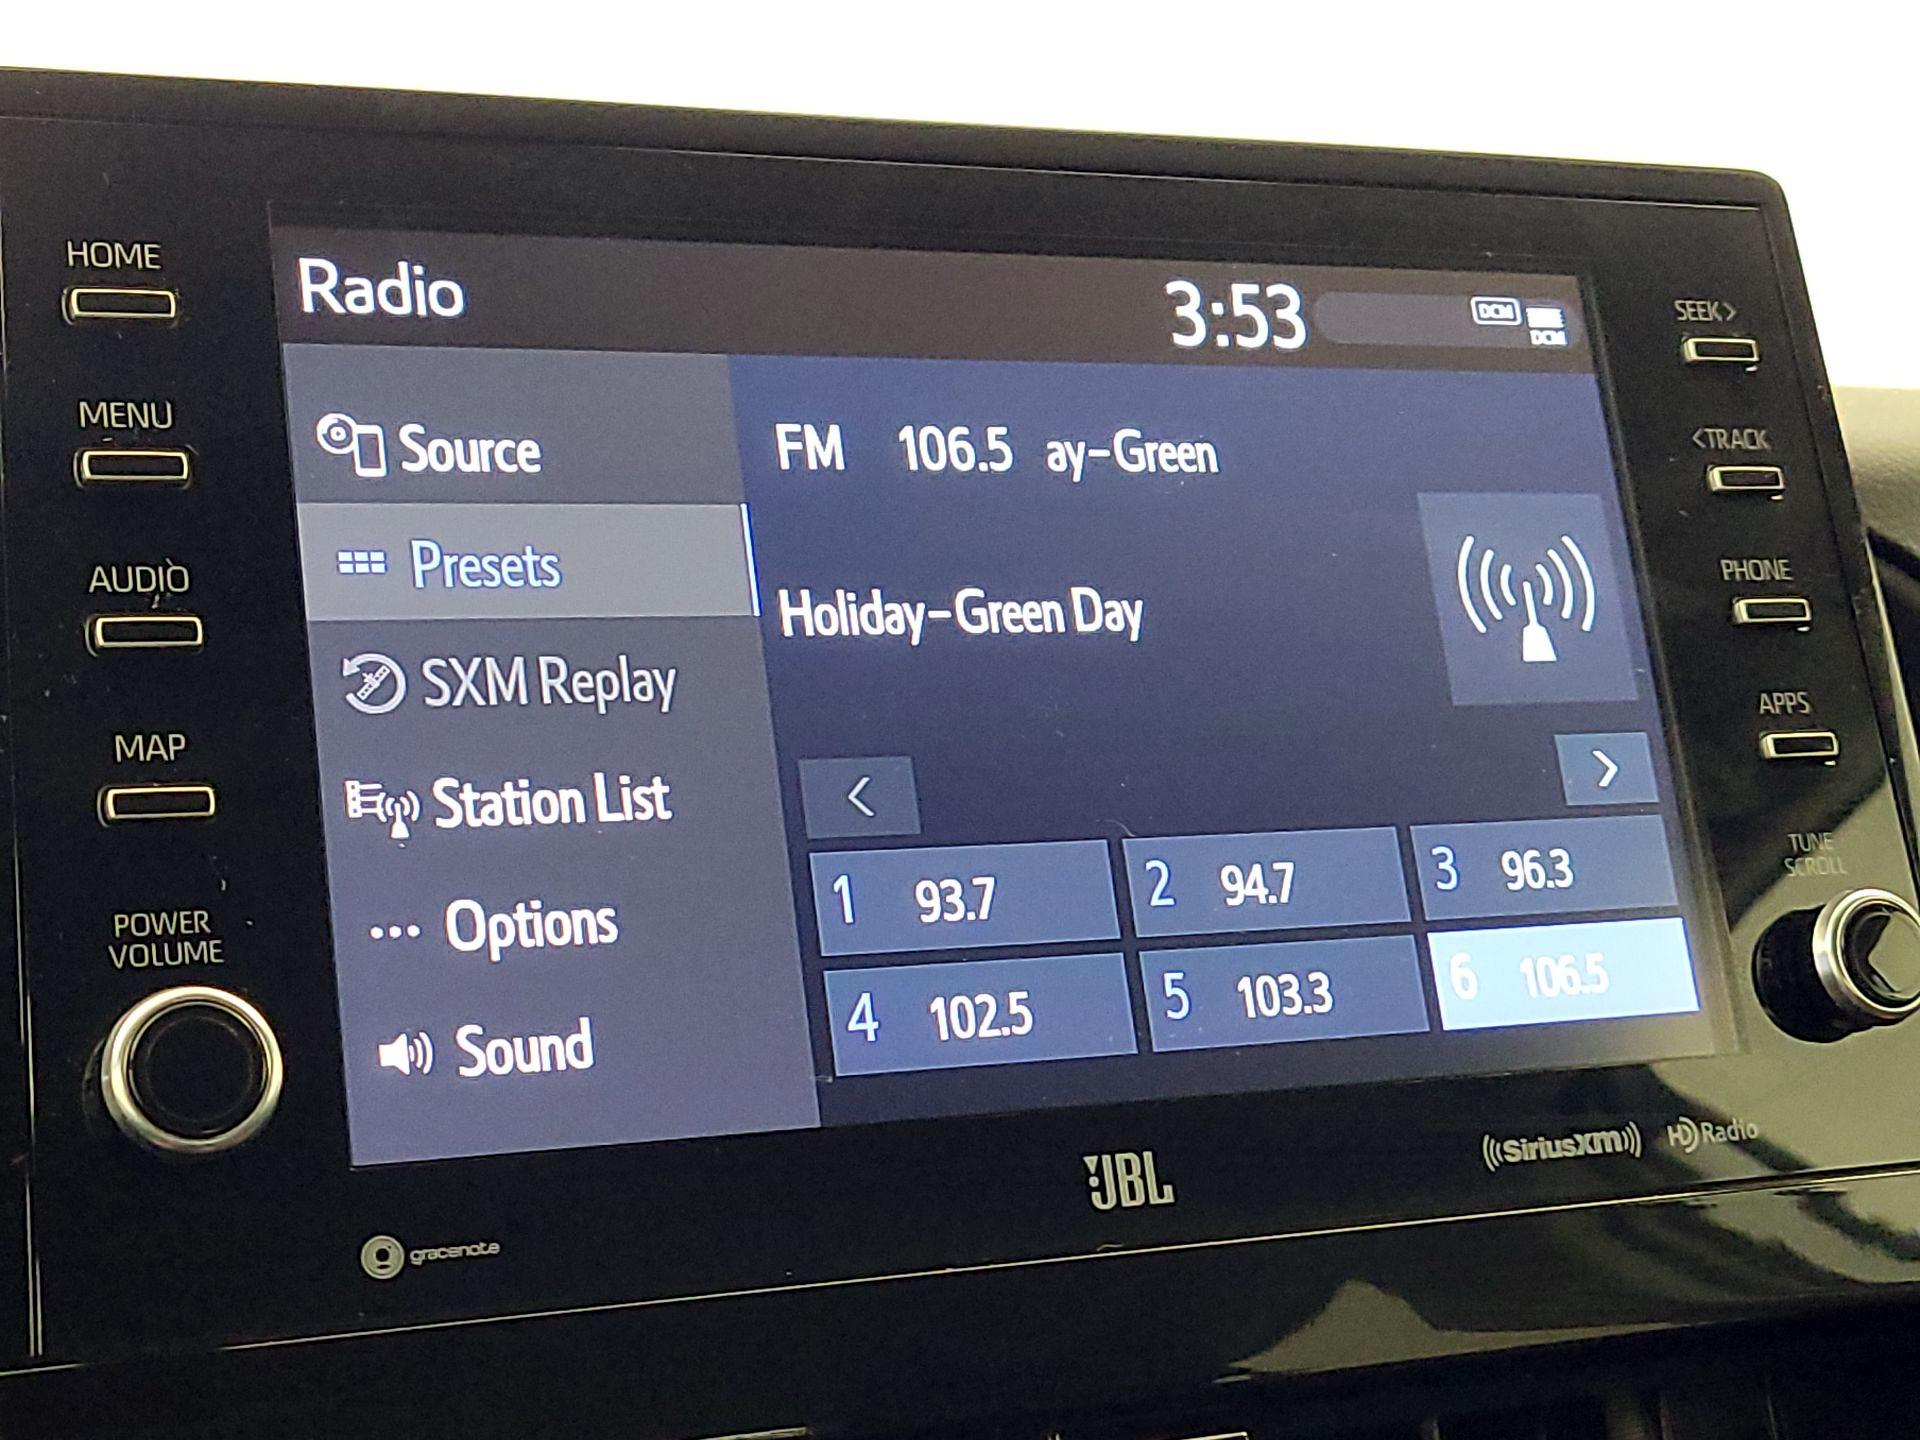 HOME
MENU
AUDIO
MAP
POWER
VOLUME
Radio
3:53
DCM
DCM
Source
Presets
SXM Replay
Station List
Options
Sound
FM 106.5 ay-Green
Holiday-Green Day
<
>
1 93.7
2 94.7
3 96.3
4 102.5
5 103.3
6 106.5
SEEK>
<TRACK
PHONE
APPS
TUNE
SCROLL
gracenote
JBL
((SiriusXm))
HD Radio